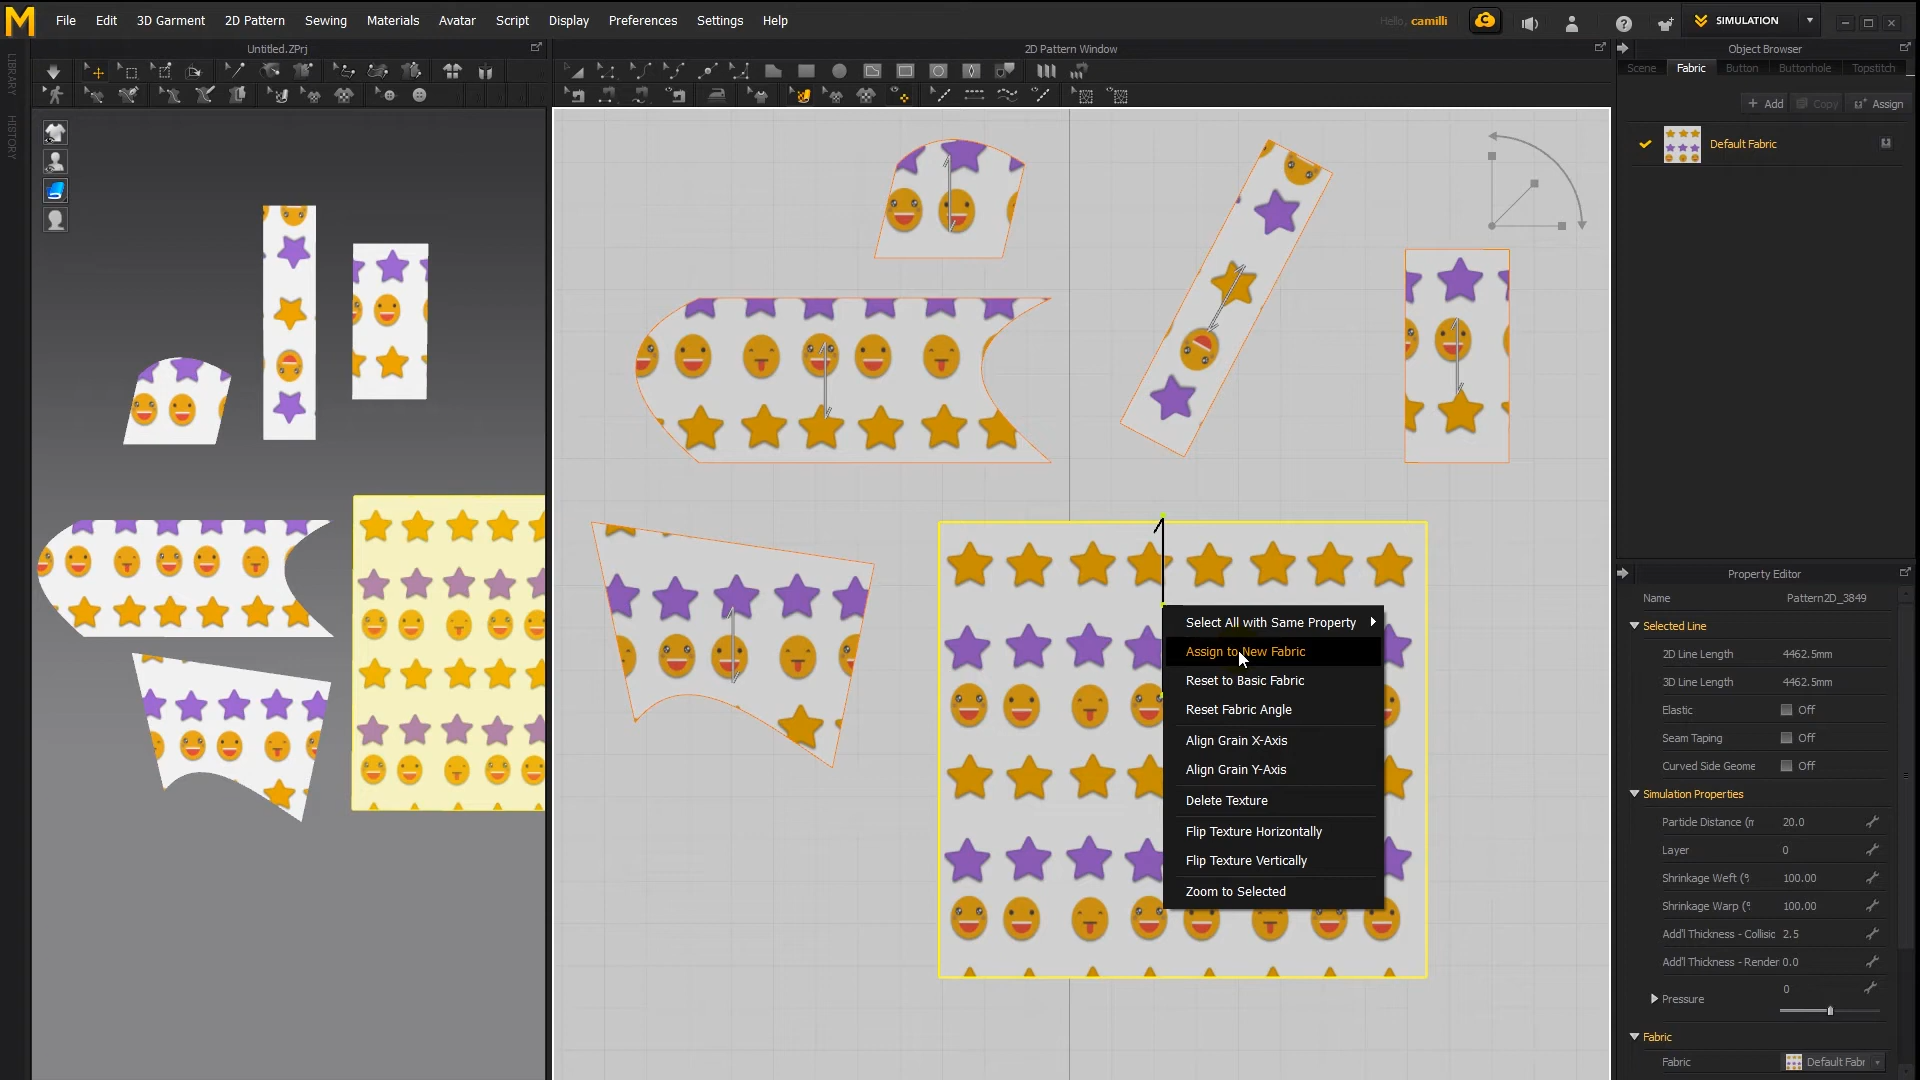 M File Edit 3D Garment 2D Pattern Sewing Materials Avatar Script Display Preferences Settings Help
Hello, camilli
SIMULATION
LIBRARY
HISTORY
Untitled.ZPrj
2D Pattern Window
Object Browser
Scene Fabric Button Buttonhole Topstitch
+ Add Copy Assign
Default Fabric
Select All with Same Property
Assign to New Fabric
Reset to Basic Fabric
Reset Fabric Angle
Align Grain X-Axis
Align Grain Y-Axis
Delete Texture
Flip Texture Horizontally
Flip Texture Vertically
Zoom to Selected
Property Editor
Name Pattern2D_3849
Selected Line
2D Line Length 4462.5mm
3D Line Length 4462.5mm
Elastic Off
Seam Taping Off
Curved Side Geome Off
Simulation Properties
Particle Distance (m 20.0
Layer 0
Shrinkage Weft (% 100.00
Shrinkage Warp (% 100.00
Add'l Thickness - Collisic 2.5
Add'l Thickness - Render 0.0
Pressure 0
Fabric
Fabric Default Fabr